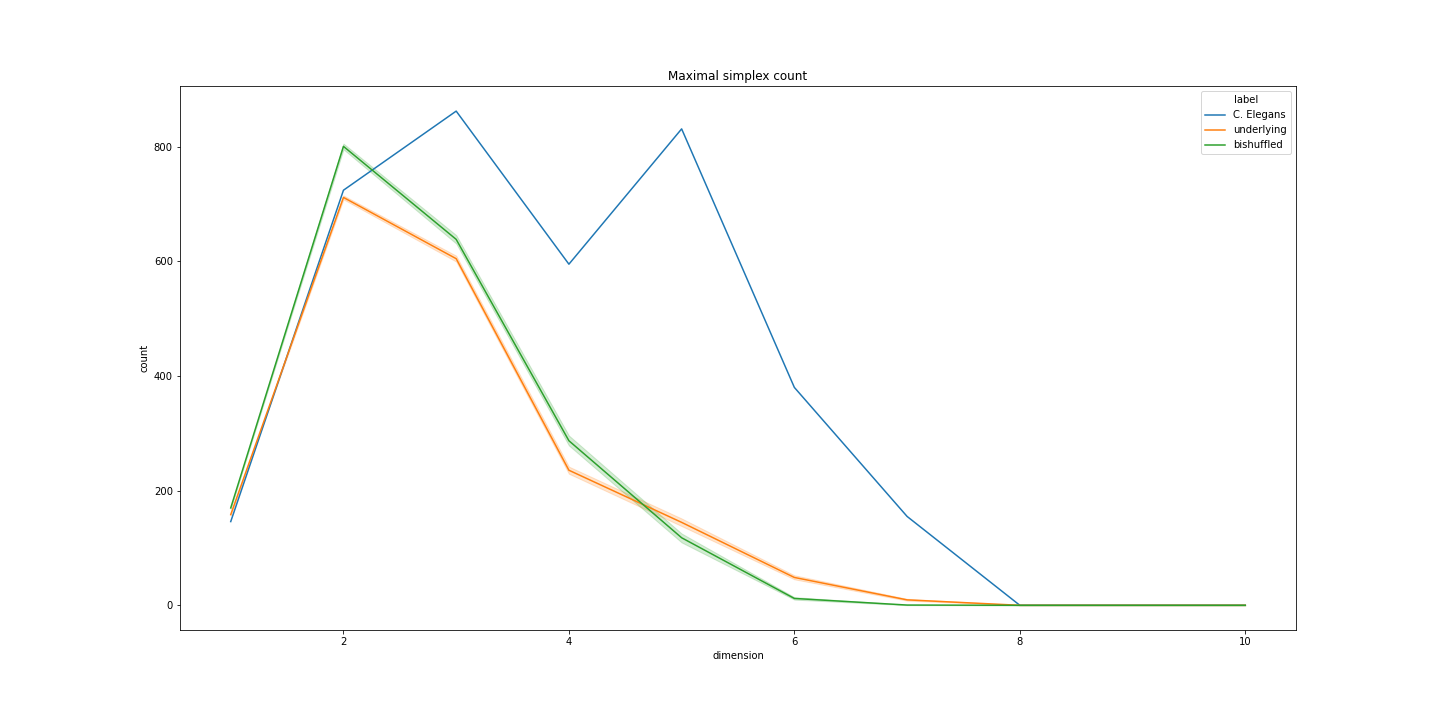 Maximal simplex count
label
C. Elegans
underlying
bishuffled
count
800
600
400
200
0
2 4 6 8 10
dimension